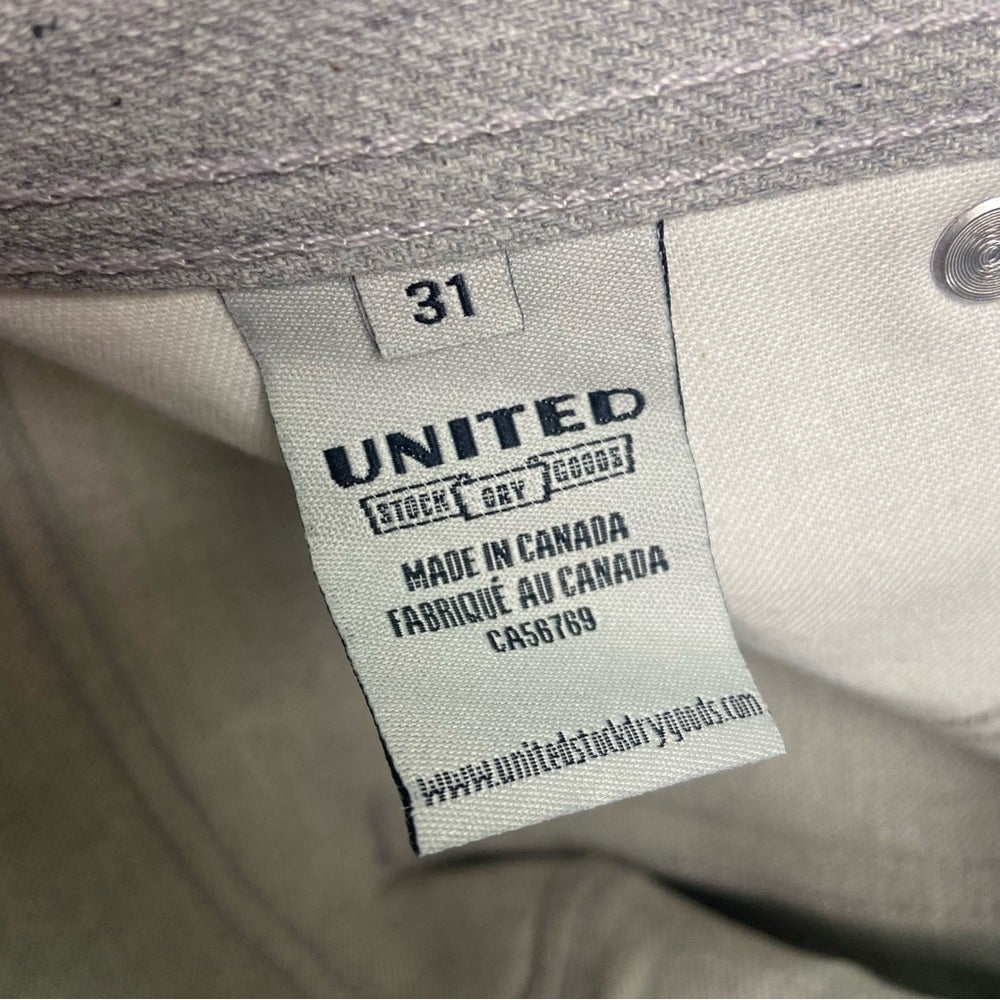 31
UNITED
STOCK DRY GOODS
MADE IN CANADA
FABRIQUÉ AU CANADA
CA56769
www.unitedstockdrygoods.com